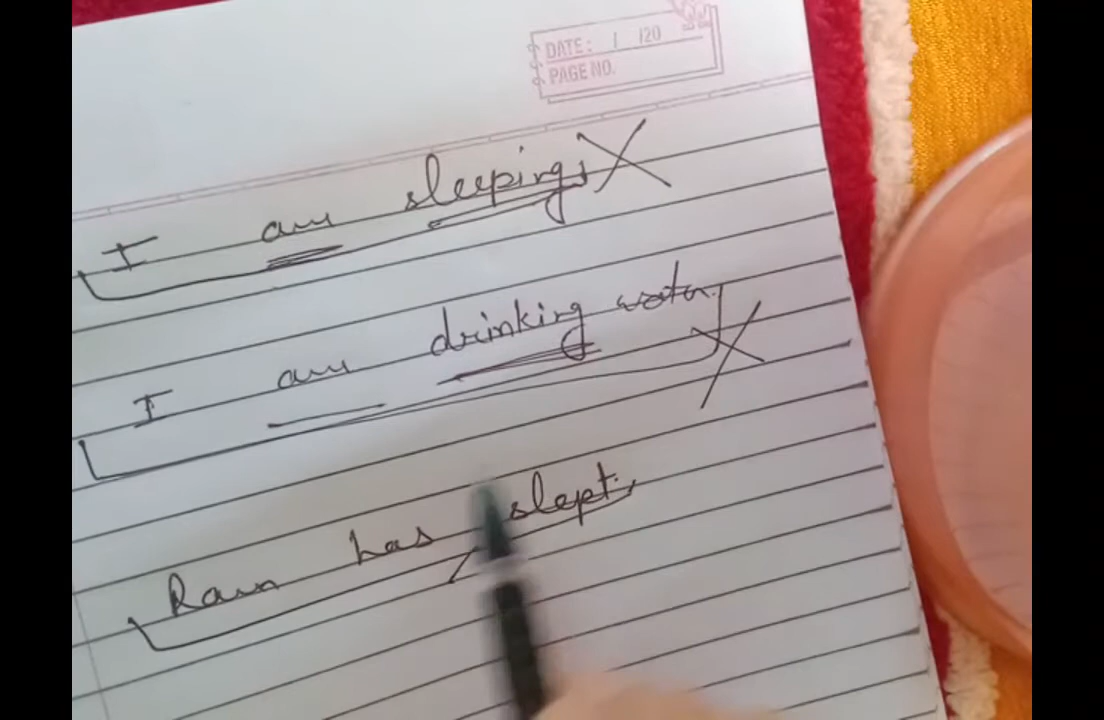 DATE: / /20
PAGE NO.
I am sleeping,
I am drinking water.
Ram has slept.